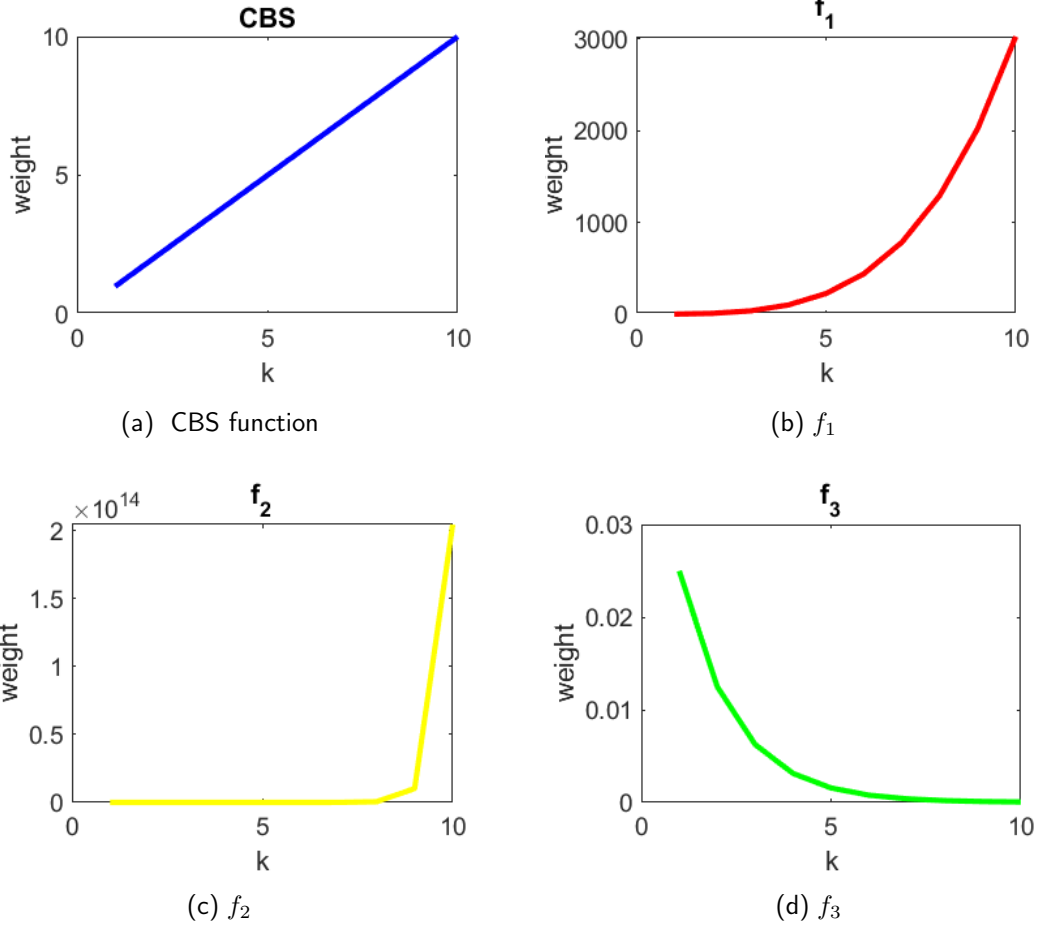 CBS
10
5
0
weight
0 5 10
k
(a) CBS function
f1
3000
2000
1000
0
weight
0 5 10
k
(b) f1
×10^14
f2
2
1.5
1
0.5
0
weight
0 5 10
k
(c) f2
f3
0.03
0.02
0.01
0
weight
0 5 10
k
(d) f3